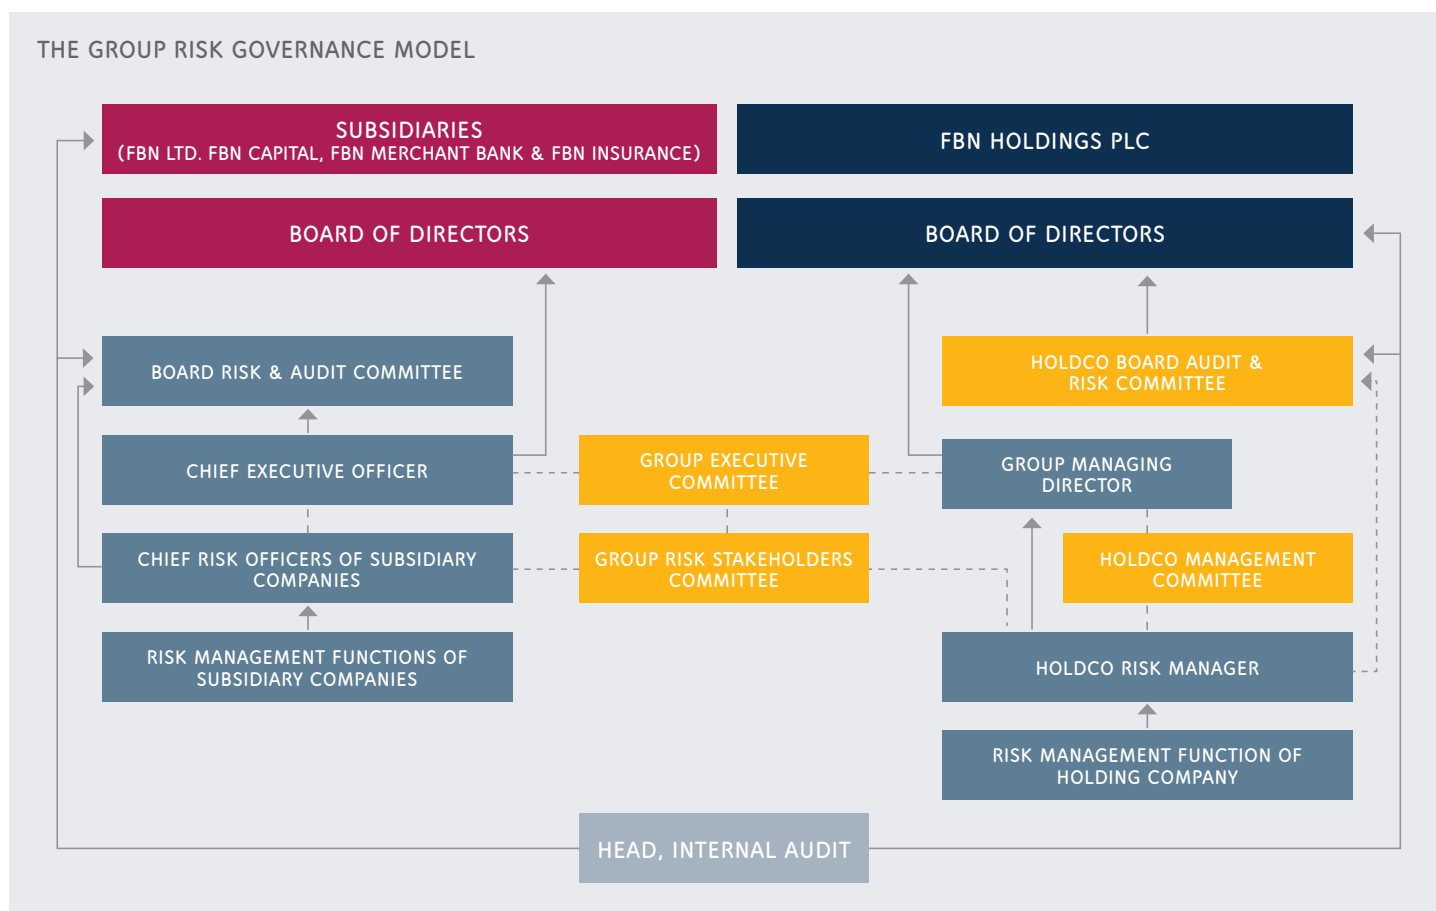 THE GROUP RISK GOVERNANCE MODEL
SUBSIDIARIES
(FBN LTD. FBN CAPITAL, FBN MERCHANT BANK & FBN INSURANCE)
FBN HOLDINGS PLC
BOARD OF DIRECTORS
BOARD OF DIRECTORS
BOARD RISK & AUDIT COMMITTEE
HOLDCO BOARD AUDIT &
RISK COMMITTEE
CHIEF EXECUTIVE OFFICER
GROUP EXECUTIVE
COMMITTEE
GROUP MANAGING
DIRECTOR
CHIEF RISK OFFICERS OF SUBSIDIARY
COMPANIES
GROUP RISK STAKEHOLDERS
COMMITTEE
HOLDCO MANAGEMENT
COMMITTEE
RISK MANAGEMENT FUNCTIONS OF
SUBSIDIARY COMPANIES
HOLDCO RISK MANAGER
RISK MANAGEMENT FUNCTION OF
HOLDING COMPANY
HEAD, INTERNAL AUDIT